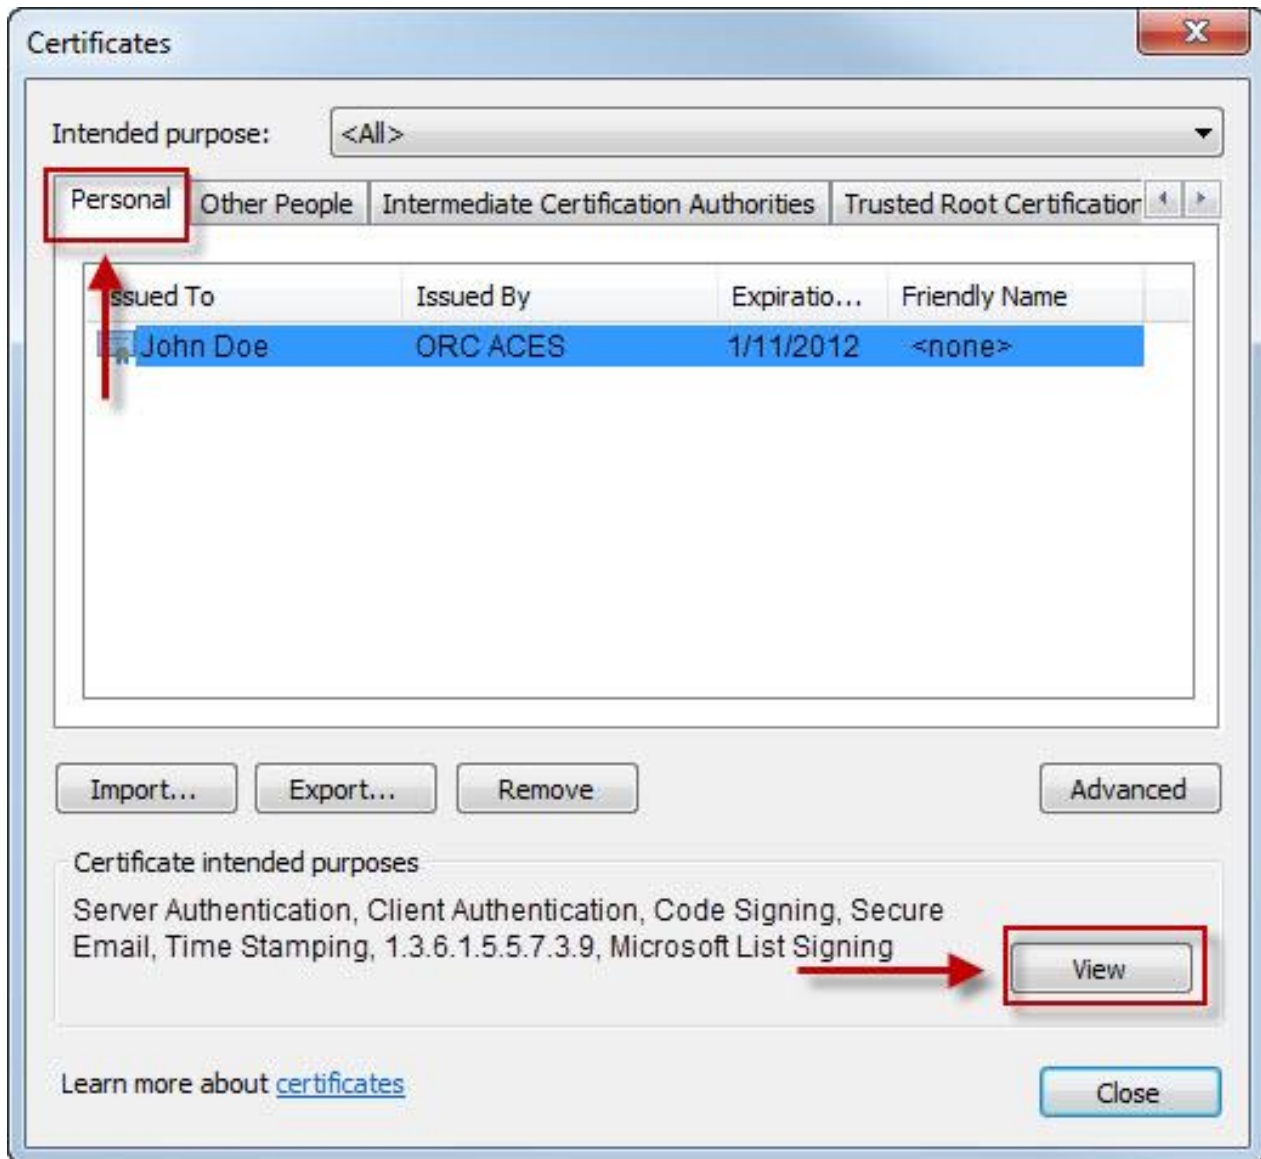 Certificates
Intended purpose: <All>
Personal Other People Intermediate Certification Authorities Trusted Root Certification
ssued To Issued By Expiratio... Friendly Name
John Doe ORC ACES 1/11/2012 <none>
Import... Export... Remove Advanced
Certificate intended purposes
Server Authentication, Client Authentication, Code Signing, Secure
Email, Time Stamping, 1.3.6.1.5.5.7.3.9, Microsoft List Signing
View
Learn more about certificates
Close